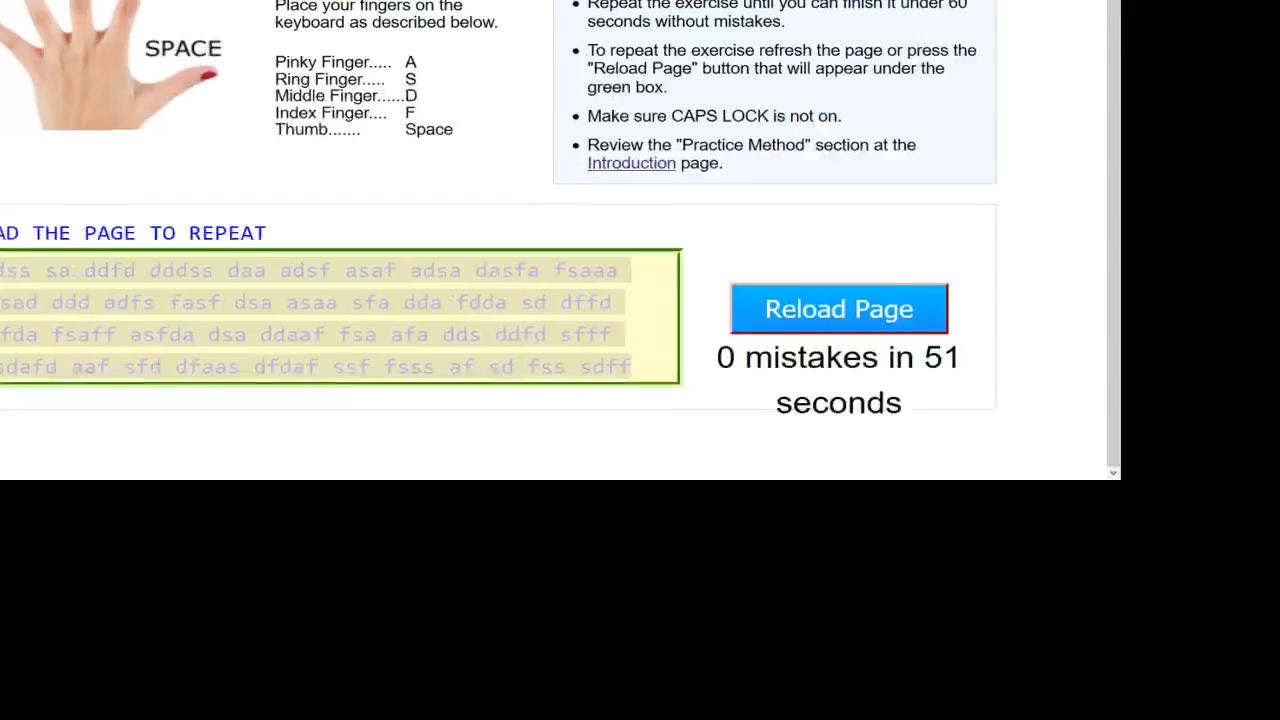 Place your fingers on the
keyboard as described below.
SPACE
Pinky Finger..... A
Ring Finger..... S
Middle Finger......D
Index Finger.... F
Thumb....... Space
Repeat the exercise until you can finish it under 60
seconds without mistakes.
To repeat the exercise refresh the page or press the
"Reload Page" button that will appear under the
green box.
Make sure CAPS LOCK is not on.
Review the "Practice Method" section at the
Introduction page.
AD THE PAGE TO REPEAT
dss sa ddfd dddss daa adsf asaf adsa dasfa fsaaa
sad ddd adfs fasf dsa asaa sfa dda fdda sd dffd
fda fsaff asfda dsa ddaaf fsa afa dds ddfd sfff
sdafd aaf sfd dfaas dfdaf ssf fsss af sd fss sdff
Reload Page
0 mistakes in 51
seconds